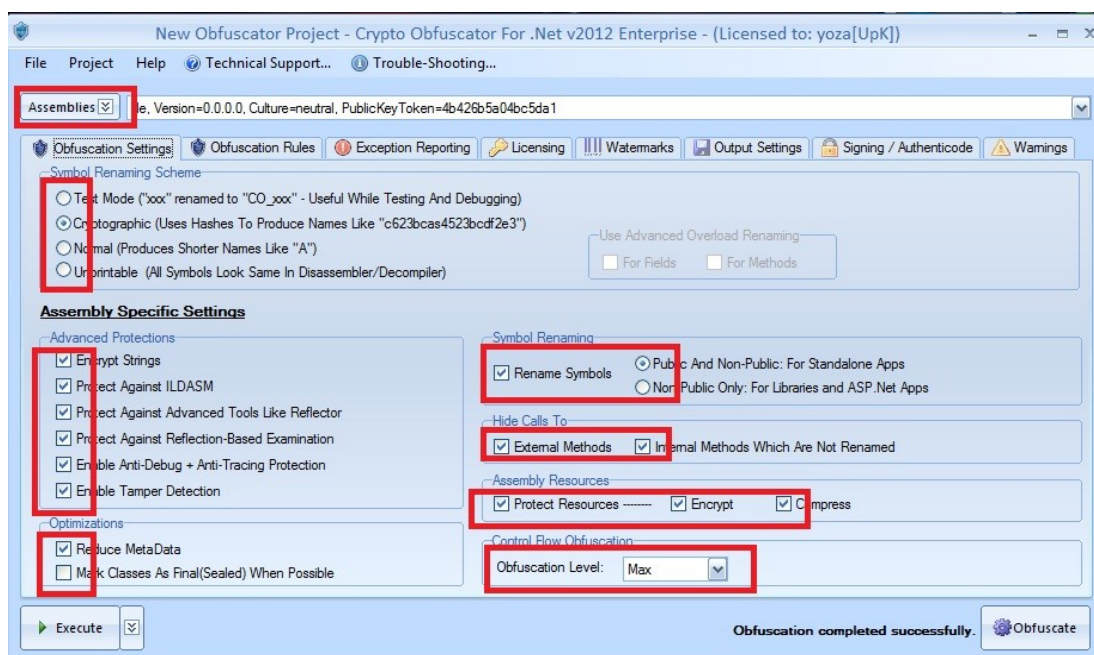 New Obfuscator Project - Crypto Obfuscator For .Net v2012 Enterprise - (Licensed to: yoza[UpK])
File Project Help Technical Support... Trouble-Shooting...
Assemblies le, Version=0.0.0.0, Culture=neutral, PublicKeyToken=4b426b5a04bc5da1
Obfuscation Settings Obfuscation Rules Exception Reporting Licensing Watermarks Output Settings Signing / Authenticode Warnings
Symbol Renaming Scheme
Test Mode ("xxx" renamed to "CO_xxx" - Useful While Testing And Debugging)
Cryptographic (Uses Hashes To Produce Names Like "c623bcas4523bcdf2e3")
Normal (Produces Shorter Names Like "A")
Unprintable (All Symbols Look Same In Disassembler/Decompiler)
Use Advanced Overload Renaming
For Fields For Methods
Assembly Specific Settings
Advanced Protections
Encrypt Strings
Protect Against ILDASM
Protect Against Advanced Tools Like Reflector
Protect Against Reflection-Based Examination
Enable Anti-Debug + Anti-Tracing Protection
Enable Tamper Detection
Optimizations
Reduce MetaData
Mark Classes As Final(Sealed) When Possible
Symbol Renaming
Rename Symbols
Public And Non-Public: For Standalone Apps
Non Public Only: For Libraries and ASP.Net Apps
Hide Calls To
External Methods Internal Methods Which Are Not Renamed
Assembly Resources
Protect Resources -------- Encrypt Compress
Control Flow Obfuscation
Obfuscation Level: Max
Execute
Obfuscation completed successfully.
Obfuscate